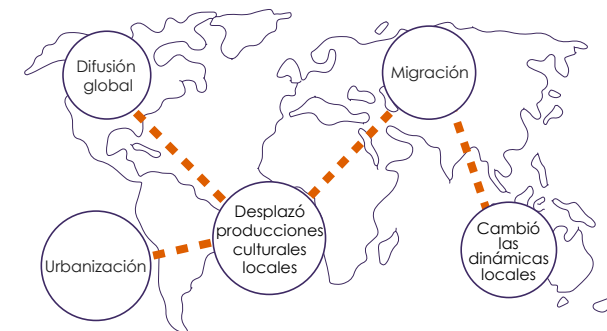 Difusión
global
Migración
Urbanización
Desplazó
producciones
culturales
locales
Cambió
las
dinámicas
locales